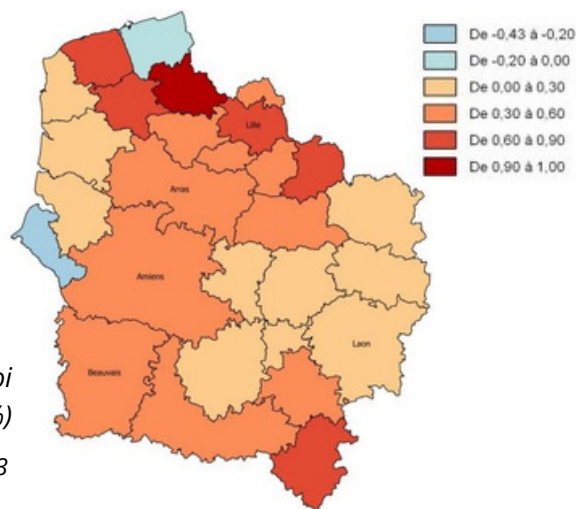 De -0,43 à -0,20
De -0,20 à 0,00
De 0,00 à 0,30
De 0,30 à 0,60
De 0,60 à 0,90
De 0,90 à 1,00
Lille
Arras
Amiens
Laon
Beauvais